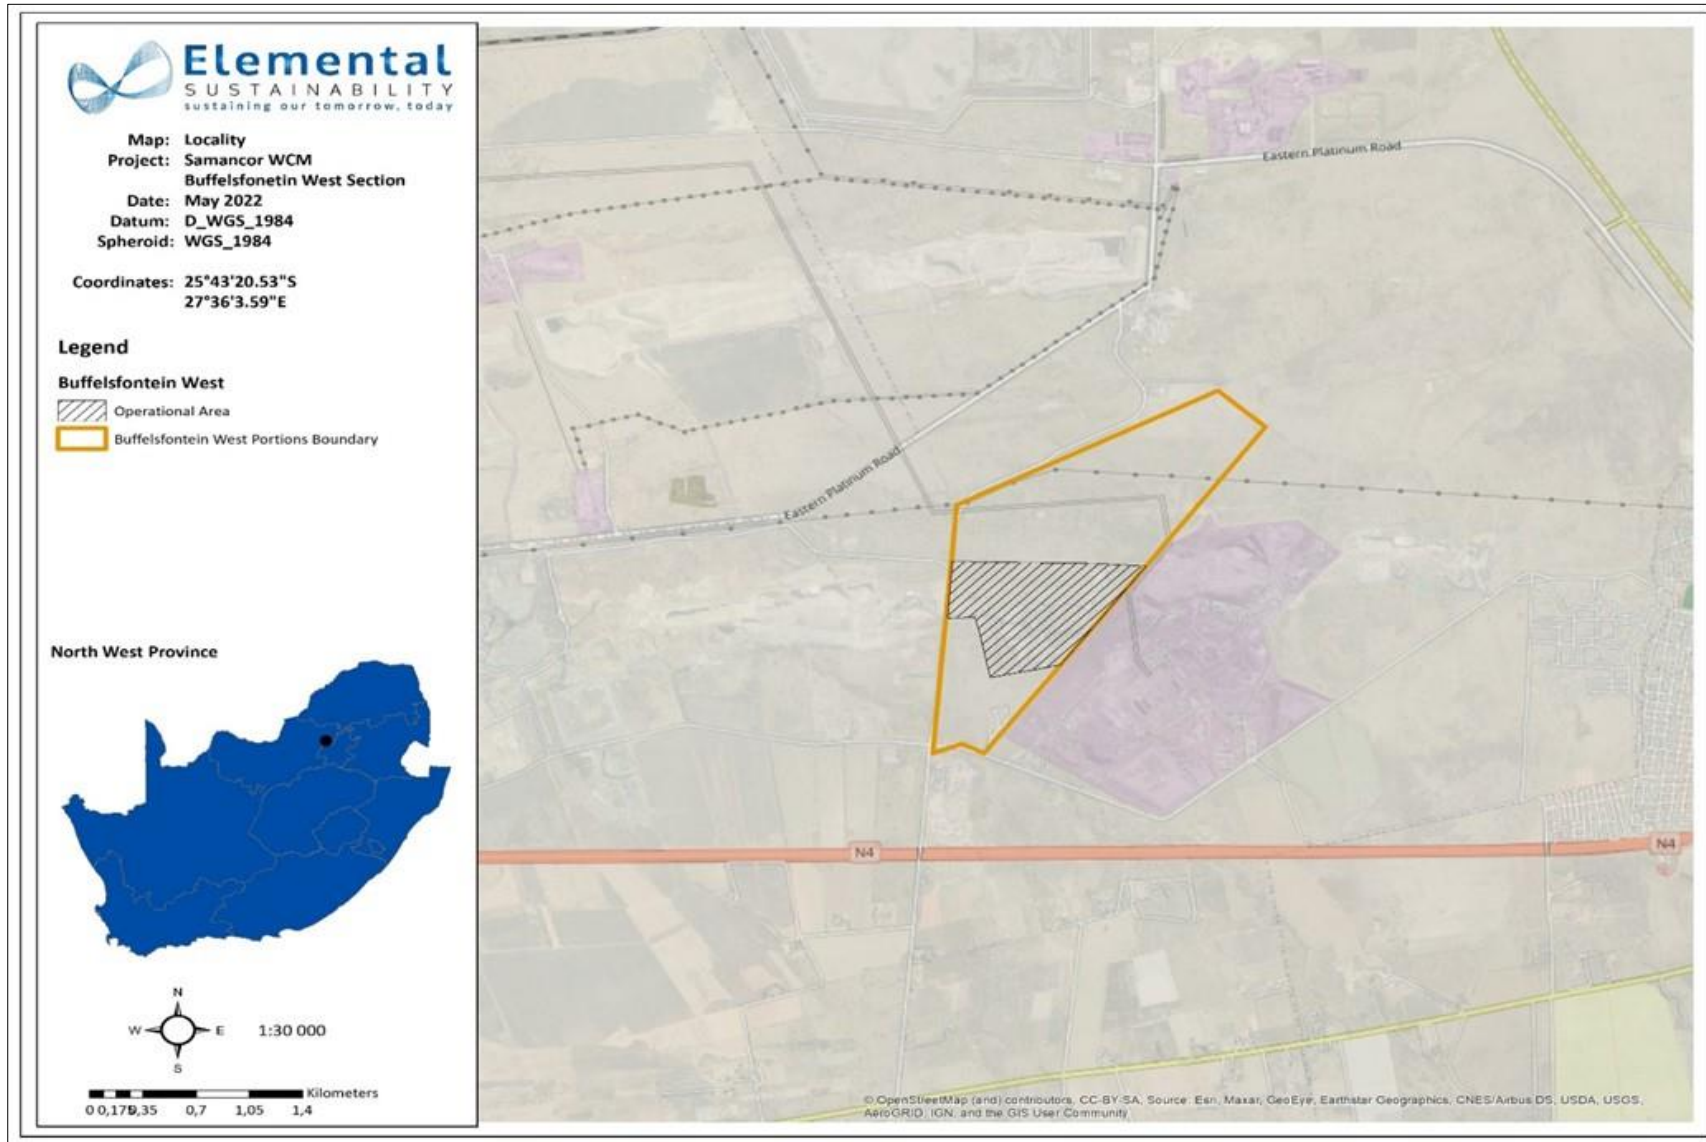 Elemental
SUSTAINABILITY
sustaining our tomorrow, today
Map: Locality
Project: Samancor WCM
Buffelsfonetin West Section
Date: May 2022
Datum: D_WGS_1984
Spheroid: WGS_1984
Coordinates: 25°43'20.53"S
27°36'3.59"E
Legend
Buffelsfontein West
Operational Area
Buffelsfontein West Portions Boundary
North West Province
N
W E 1:30 000
S
Kilometers
0 0,175 0,35 0,7 1,05 1,4
Eastern Platinum Road
Eastern Platinum Road
N4
N4
© OpenStreetMap (and) contributors, CC-BY-SA, Source: Esri, Maxar, GeoEye, Earthstar Geographics, CNES/Airbus DS, USDA, USGS,
AeroGRID, IGN, and the GIS User Community